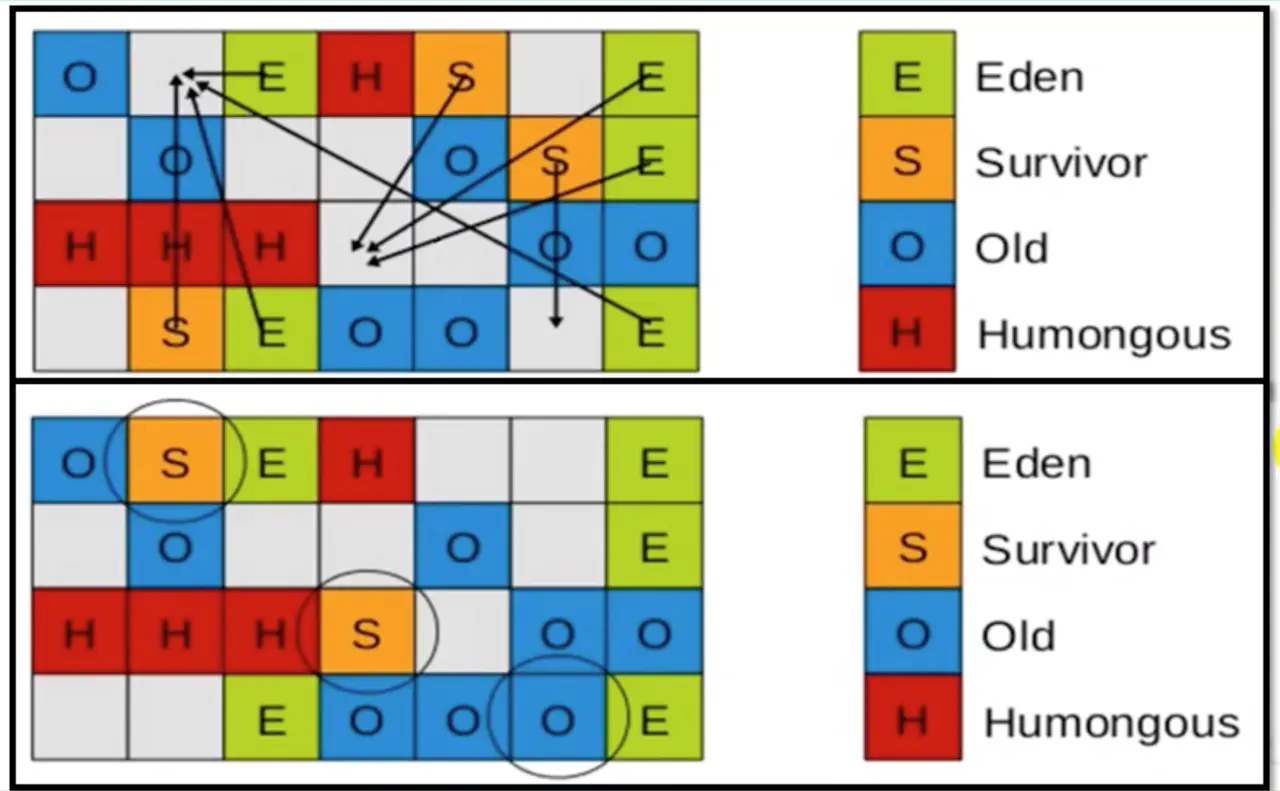 O E H S E E Eden
O O S E S Survivor
H H H O O O Old
S E O O E H Humongous
O S E H E E Eden
O O E S Survivor
H H H S O O O Old
E O O O E H Humongous